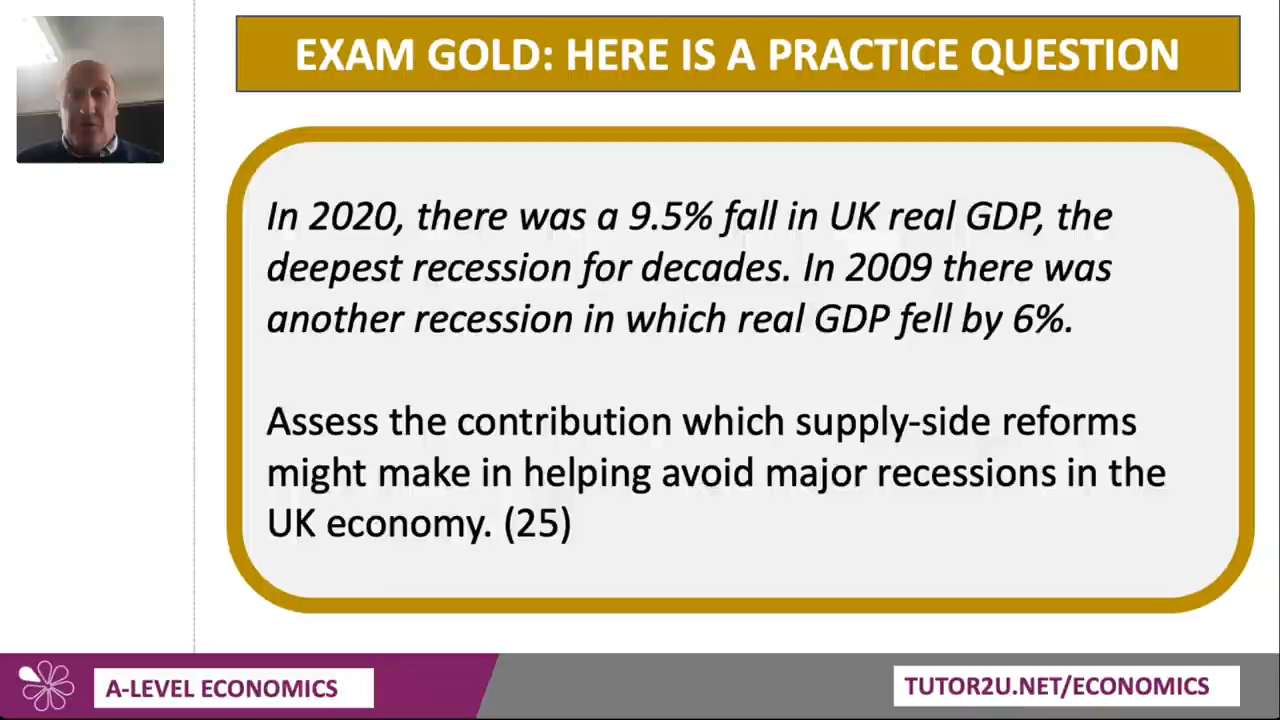 EXAM GOLD: HERE IS A PRACTICE QUESTION
In 2020, there was a 9.5% fall in UK real GDP, the
deepest recession for decades. In 2009 there was
another recession in which real GDP fell by 6%.
Assess the contribution which supply-side reforms
might make in helping avoid major recessions in the
UK economy. (25)
A-LEVEL ECONOMICS
TUTOR2U.NET/ECONOMICS